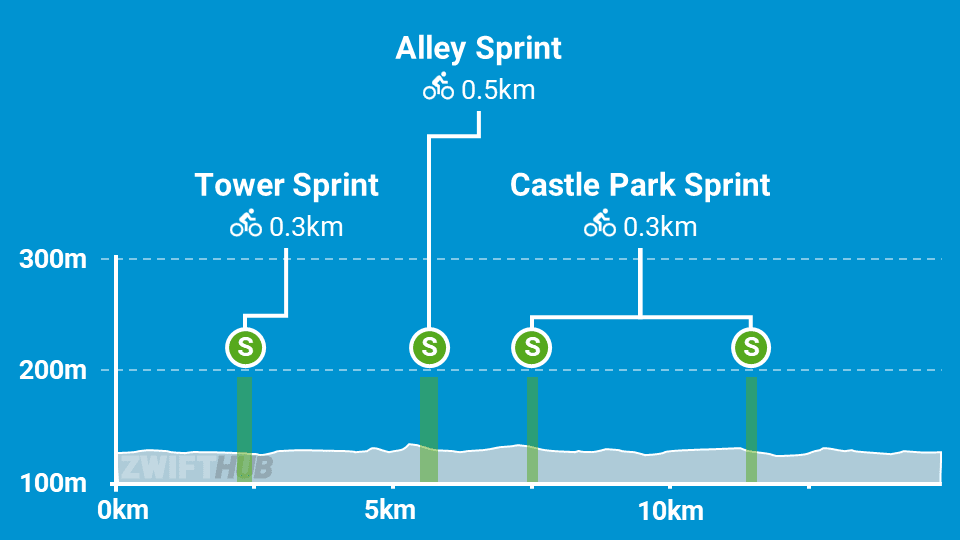 Alley Sprint
0.5km
Tower Sprint
0.3km
Castle Park Sprint
0.3km
300m
S
S
S
S
200m
ZWIFTHUB
100m
0km
5km
10km